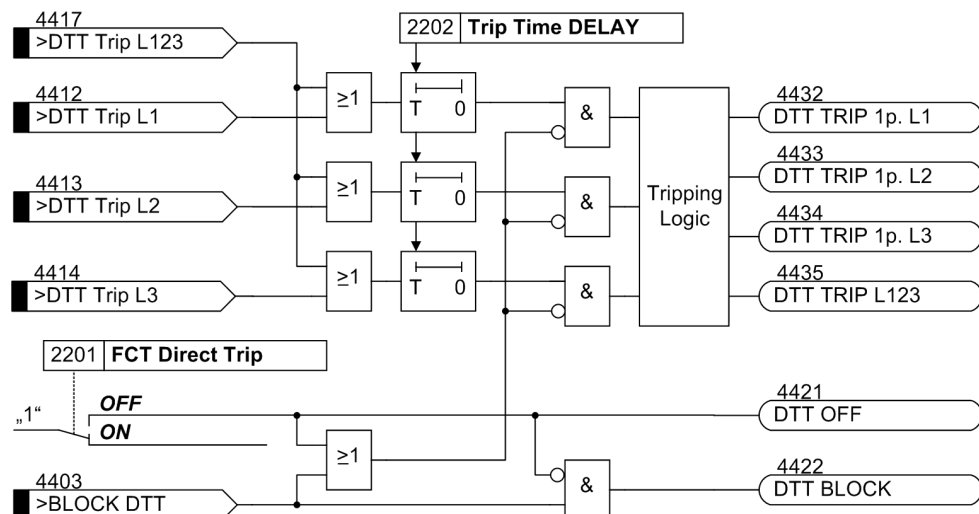 4417
>DTT Trip L123
2202 Trip Time DELAY
4412
>DTT Trip L1
≥1
T 0
&
4432
DTT TRIP 1p. L1
4413
>DTT Trip L2
≥1
T 0
&
Tripping
Logic
4433
DTT TRIP 1p. L2
4434
DTT TRIP 1p. L3
4414
>DTT Trip L3
≥1
T 0
&
4435
DTT TRIP L123
2201 FCT Direct Trip
„1“
OFF
ON
4421
DTT OFF
≥1
4403
>BLOCK DTT
&
4422
DTT BLOCK